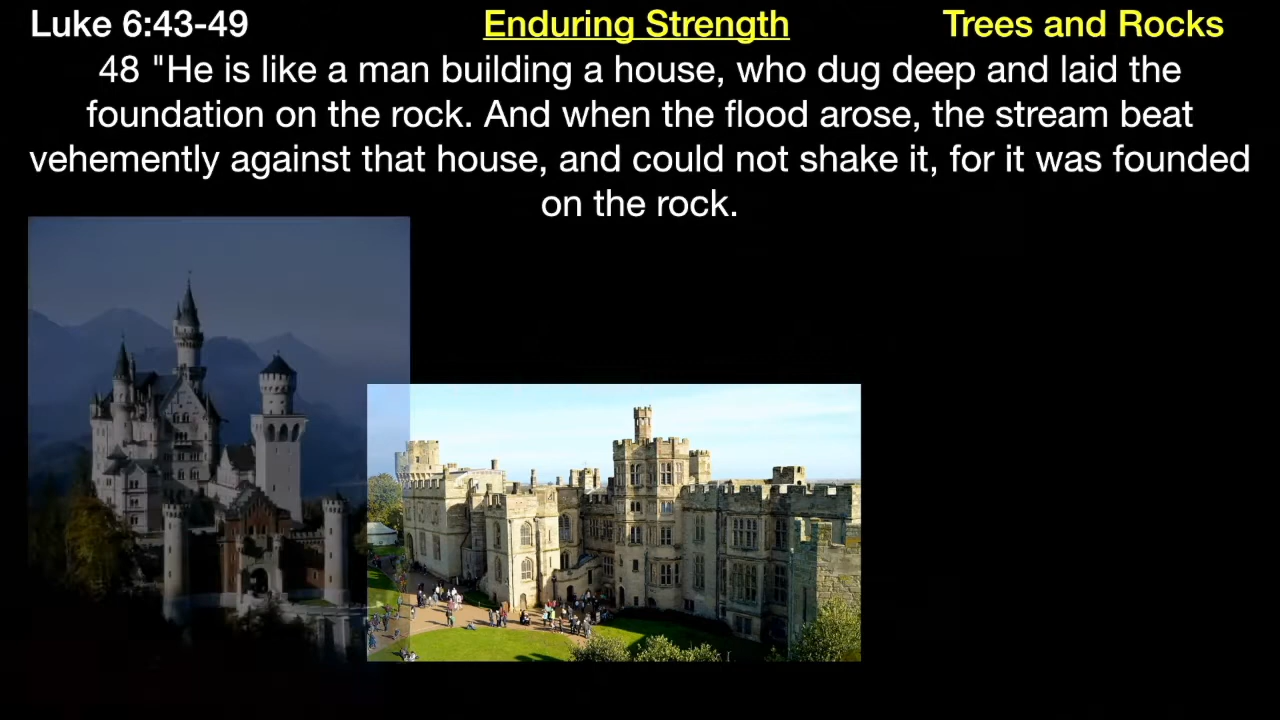 Luke 6:43-49 Enduring Strength Trees and Rocks
48 "He is like a man building a house, who dug deep and laid the
foundation on the rock. And when the flood arose, the stream beat
vehemently against that house, and could not shake it, for it was founded
on the rock.